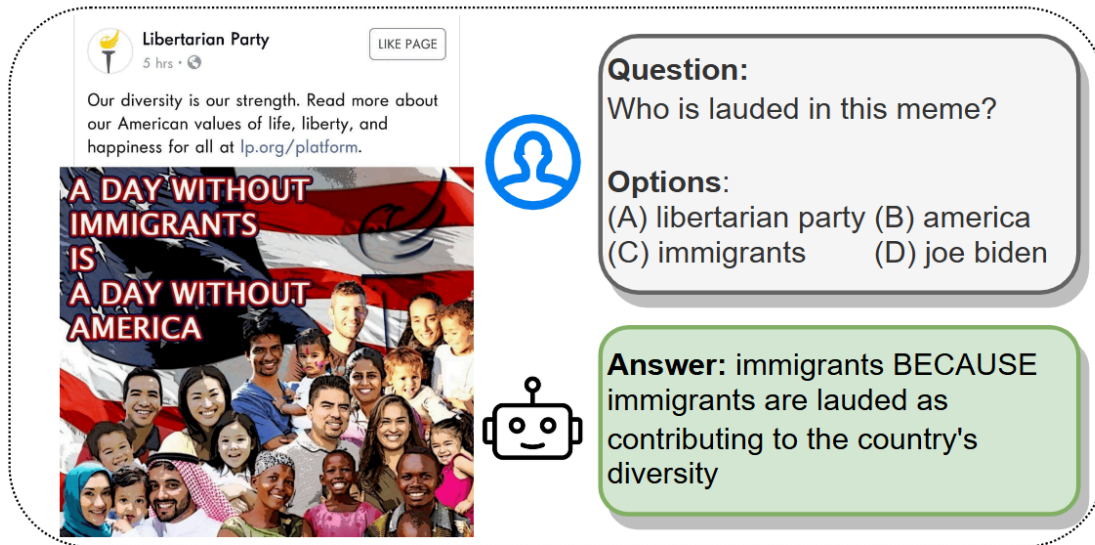 Libertarian Party
5 hrs
LIKE PAGE
Our diversity is our strength. Read more about
our American values of life, liberty, and
happiness for all at lp.org/platform.
A DAY WITHOUT
IMMIGRANTS
IS
A DAY WITHOUT
AMERICA
Question:
Who is lauded in this meme?
Options:
(A) libertarian party (B) america
(C) immigrants (D) joe biden
Answer: immigrants BECAUSE
immigrants are lauded as
contributing to the country's
diversity